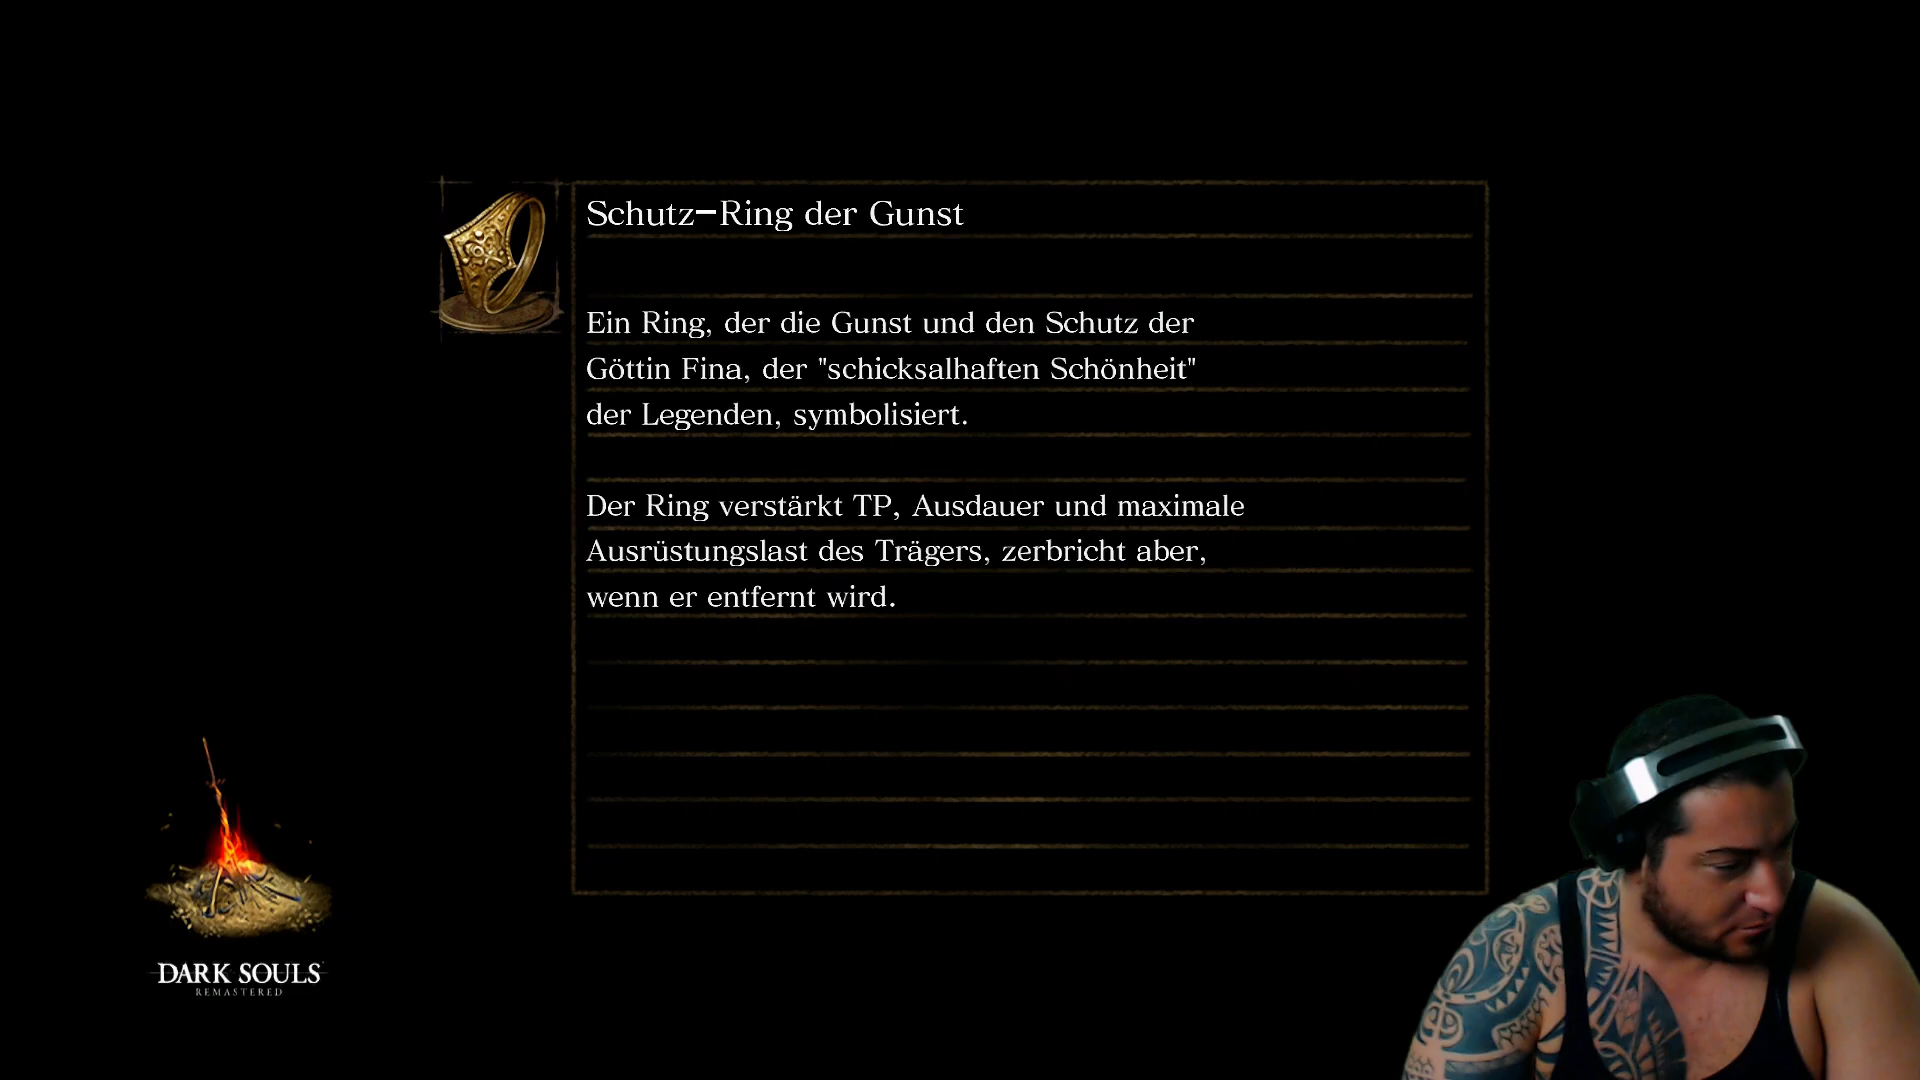 Schutz-Ring der Gunst
Ein Ring, der die Gunst und den Schutz der
Göttin Fina, der "schicksalhaften Schönheit"
der Legenden, symbolisiert.
Der Ring verstärkt TP, Ausdauer und maximale
Ausrüstungslast des Trägers, zerbricht aber,
wenn er entfernt wird.
DARK SOULS
REMASTERED